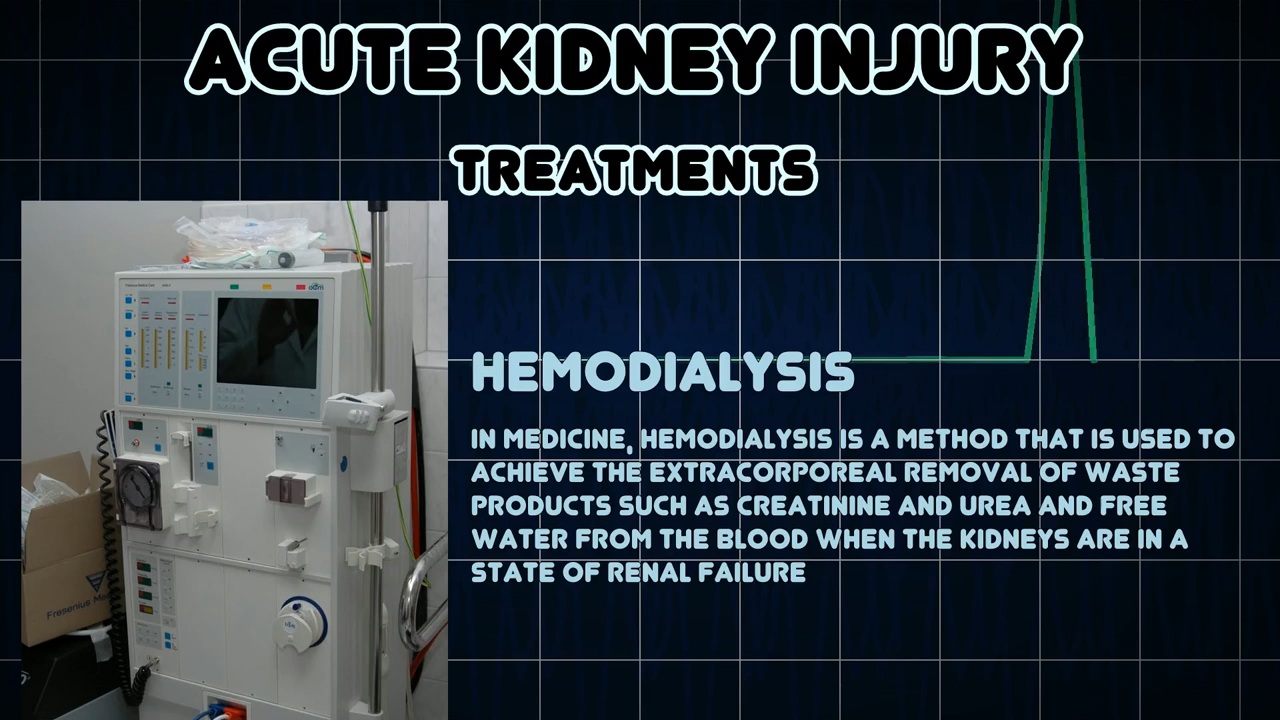 ACUTE KIDNEY INJURY
TREATMENTS
HEMODIALYSIS
IN MEDICINE, HEMODIALYSIS IS A METHOD THAT IS USED TO
ACHIEVE THE EXTRACORPOREAL REMOVAL OF WASTE
PRODUCTS SUCH AS CREATININE AND UREA AND FREE
WATER FROM THE BLOOD WHEN THE KIDNEYS ARE IN A
STATE OF RENAL FAILURE
Fresenius